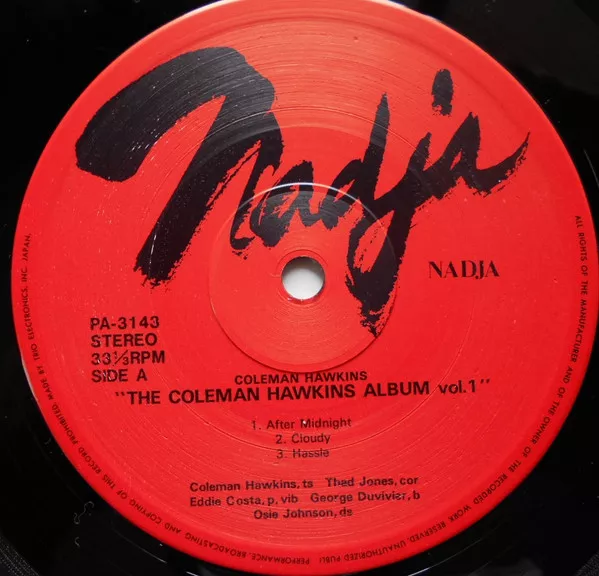 Nadja
NADJA
PA-3143
STEREO
33⅓RPM
SIDE A
COLEMAN HAWKINS
"THE COLEMAN HAWKINS ALBUM vol.1"
1. After Midnight
2. Cloudy
3. Hassle
Coleman Hawkins, ts Thad Jones, cor
Eddie Costa, p, vib George Duvivier, b
Osie Johnson, ds
ALL RIGHTS OF THE MANUFACTURER AND OF THE OWNER OF THE RECORDED WORK RESERVED. UNAUTHORIZED PUBLI PERFORMANCE, BROADCASTING AND COPYING OF THIS RECORD PROHIBITED. MADE BY TRIO ELECTRONICS, INC. JAPAN.